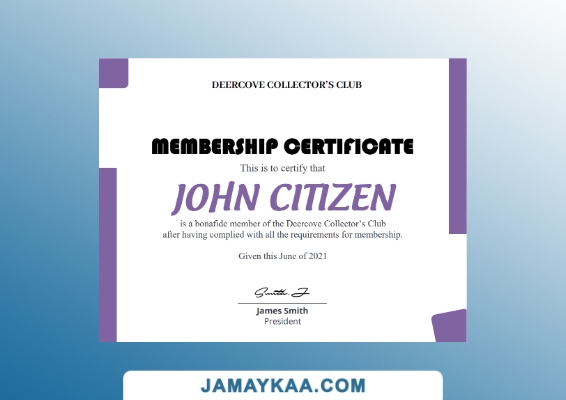 DEERCOVE COLLECTOR'S CLUB
MEMBERSHIP CERTIFICATE
This is to certify that
JOHN CITIZEN
is a bonafide member of the Deercove Collector's Club
after having complied with all the requirements for membership.
Given this June of 2021
Smith J
James Smith
President
JAMAYKAA.COM